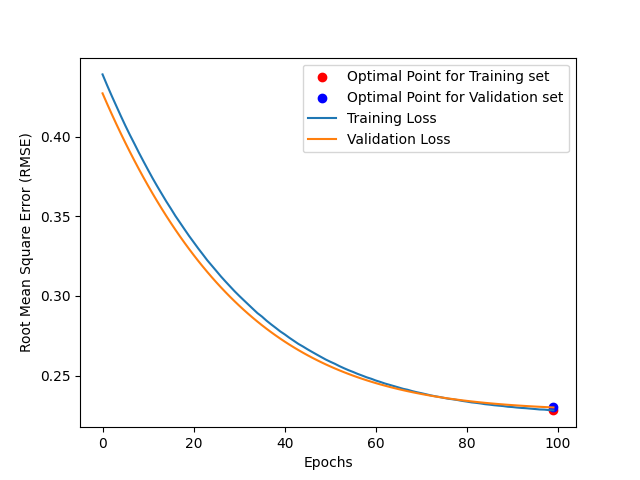 Optimal Point for Training set
Optimal Point for Validation set
Training Loss
Validation Loss
Root Mean Square Error (RMSE)
0.40
0.35
0.30
0.25
0 20 40 60 80 100
Epochs